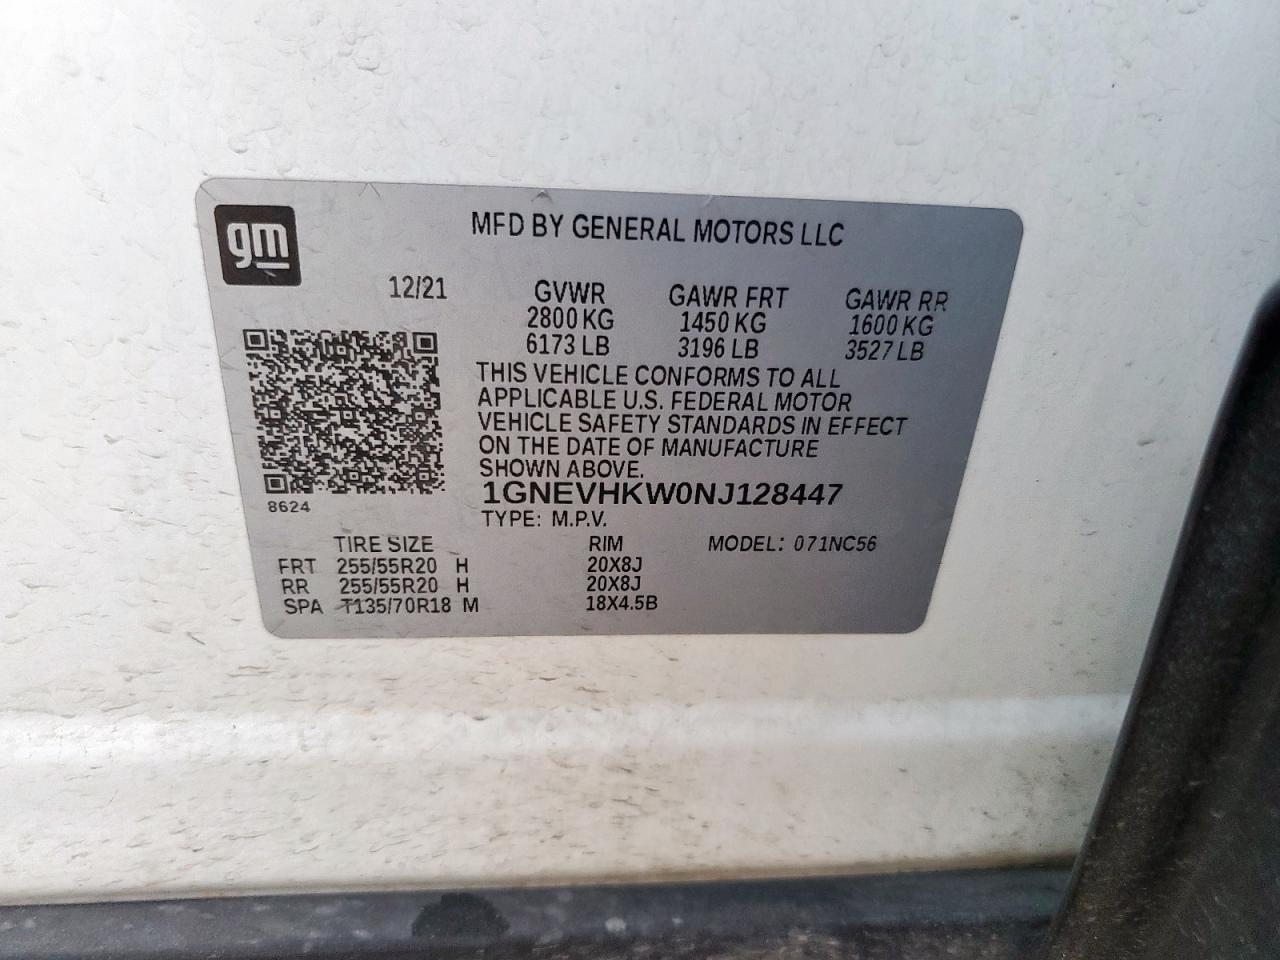 gm
MFD BY GENERAL MOTORS LLC
12/21 GVWR GAWR FRT GAWR RR
2800 KG 1450 KG 1600 KG
6173 LB 3196 LB 3527 LB
THIS VEHICLE CONFORMS TO ALL
APPLICABLE U.S. FEDERAL MOTOR
VEHICLE SAFETY STANDARDS IN EFFECT
ON THE DATE OF MANUFACTURE
SHOWN ABOVE.
1GNEVHKW0NJ128447
8624
TYPE: M.P.V.
TIRE SIZE RIM MODEL: 071NC56
FRT 255/55R20 H 20X8J
RR 255/55R20 H 20X8J
SPA T135/70R18 M 18X4.5B